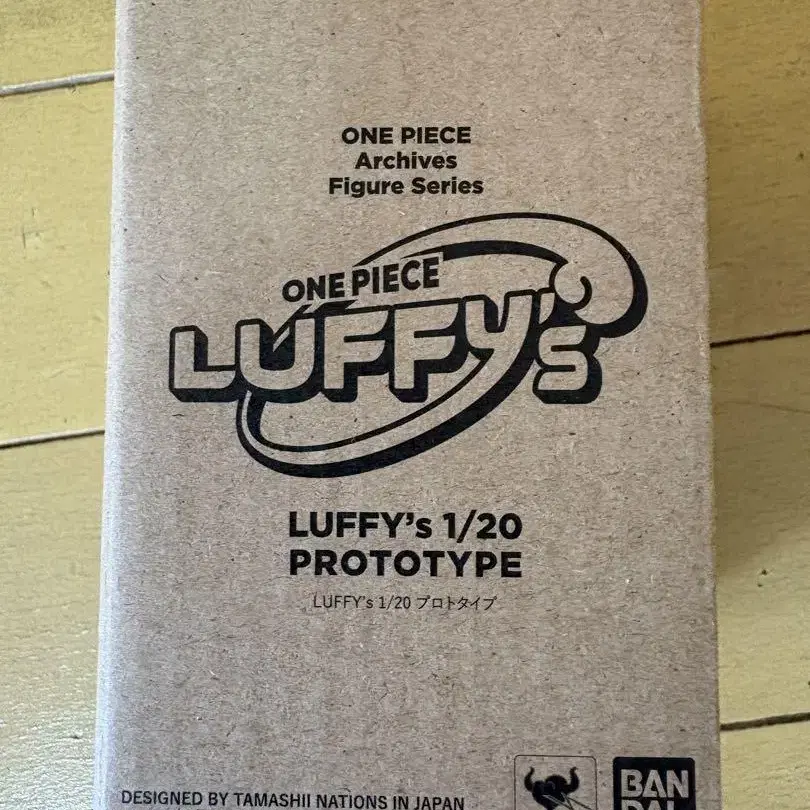 ONE PIECE
Archives
Figure Series
ONE PIECE
LUFFY's
LUFFY's 1/20
PROTOTYPE
LUFFY's 1/20 プロトタイプ
DESIGNED BY TAMASHII NATIONS IN JAPAN
BAN
DAI